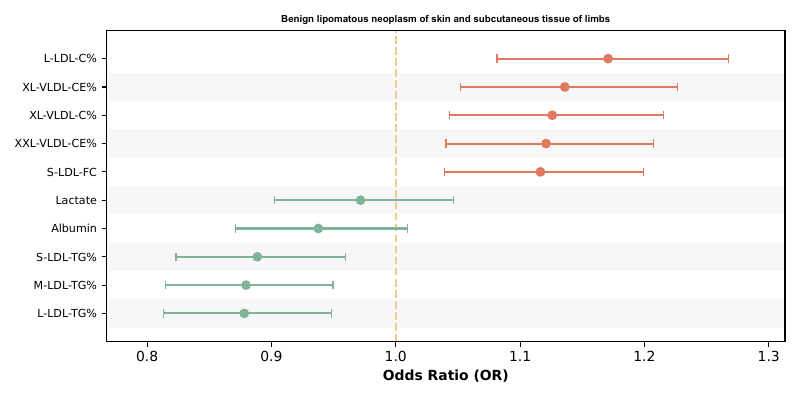 Benign lipomatous neoplasm of skin and subcutaneous tissue of limbs
L-LDL-C%
XL-VLDL-CE%
XL-VLDL-C%
XXL-VLDL-CE%
S-LDL-FC
Lactate
Albumin
S-LDL-TG%
M-LDL-TG%
L-LDL-TG%
0.8 0.9 1.0 1.1 1.2 1.3
Odds Ratio (OR)